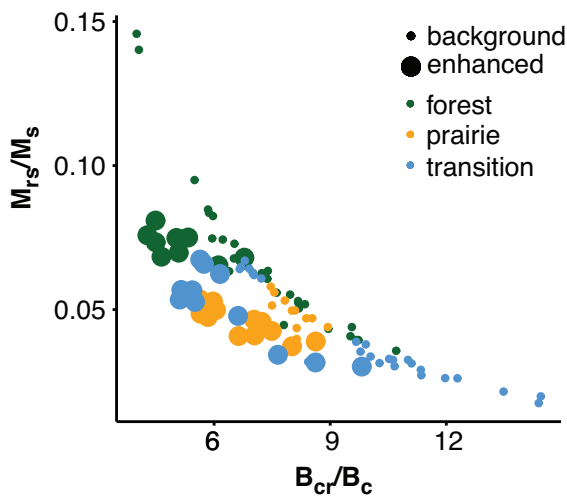 0.15
background
enhanced
forest
prairie
transition
0.10
0.05
Mrs/Ms
6
9
12
Bcr/Bc